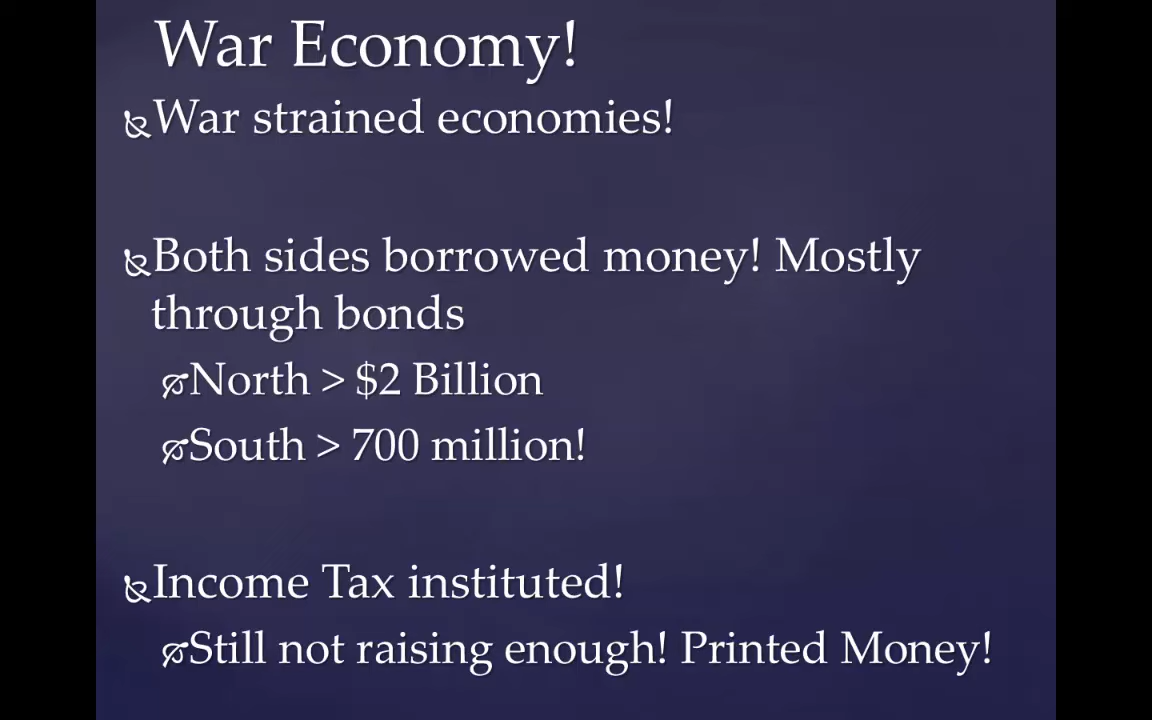 War Economy!
War strained economies!
Both sides borrowed money! Mostly
through bonds
North > $2 Billion
South > 700 million!
Income Tax instituted!
Still not raising enough! Printed Money!